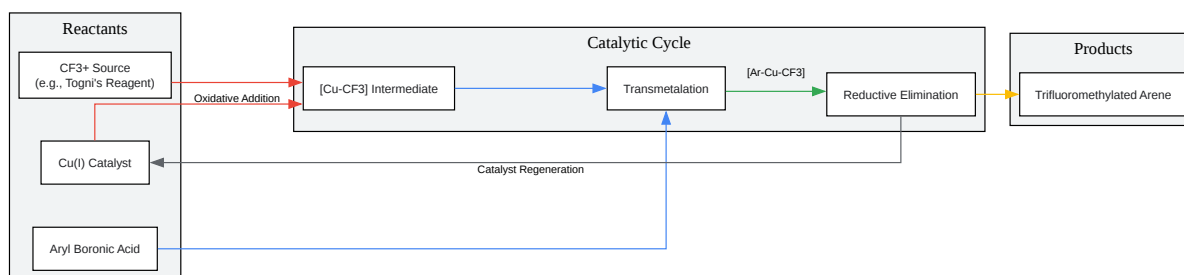 Reactants
CF3+ Source
(e.g., Togni's Reagent)
Oxidative Addition
Cu(I) Catalyst
Aryl Boronic Acid
Catalytic Cycle
[Cu-CF3] Intermediate
Transmetalation
[Ar-Cu-CF3]
Reductive Elimination
Catalyst Regeneration
Products
Trifluoromethylated Arene